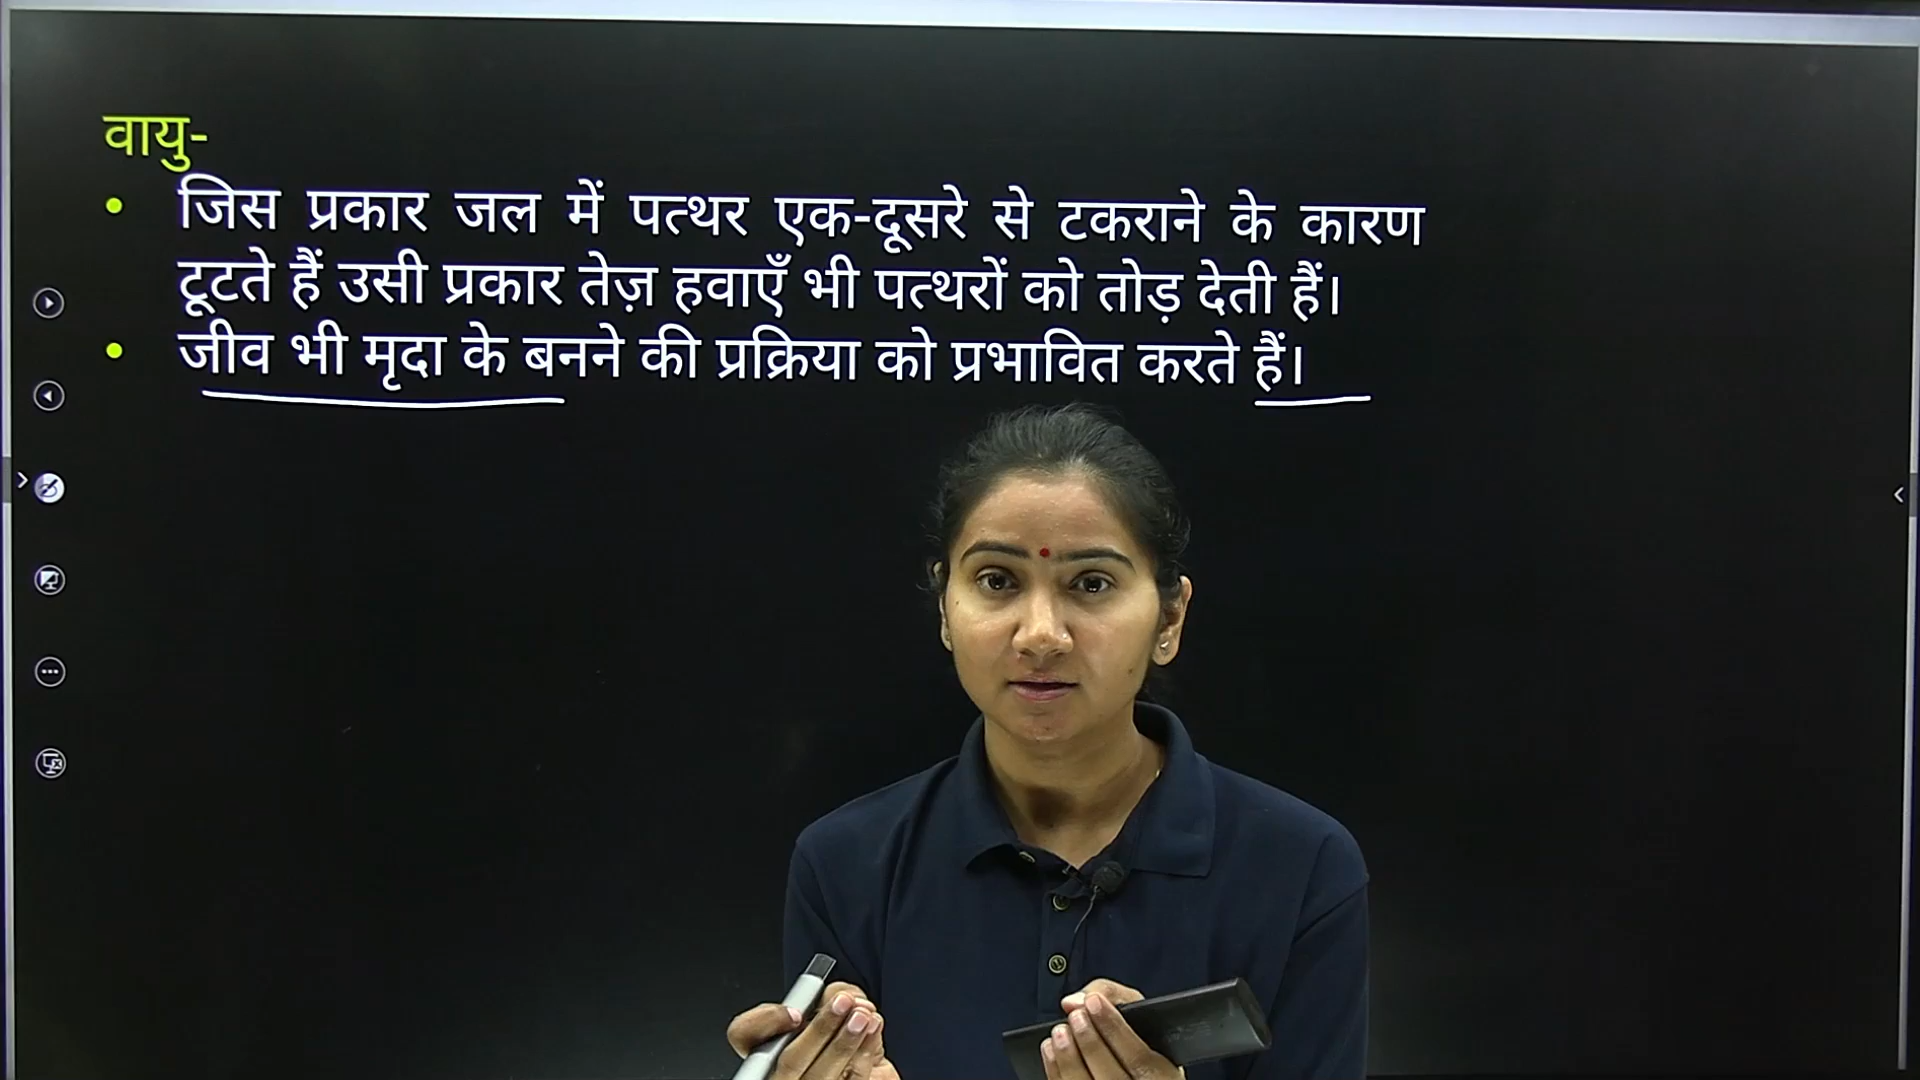 वायु-
• जिस प्रकार जल में पत्थर एक-दूसरे से टकराने के कारण
टूटते हैं उसी प्रकार तेज़ हवाएँ भी पत्थरों को तोड़ देती हैं।
• जीव भी मृदा के बनने की प्रक्रिया को प्रभावित करते हैं।